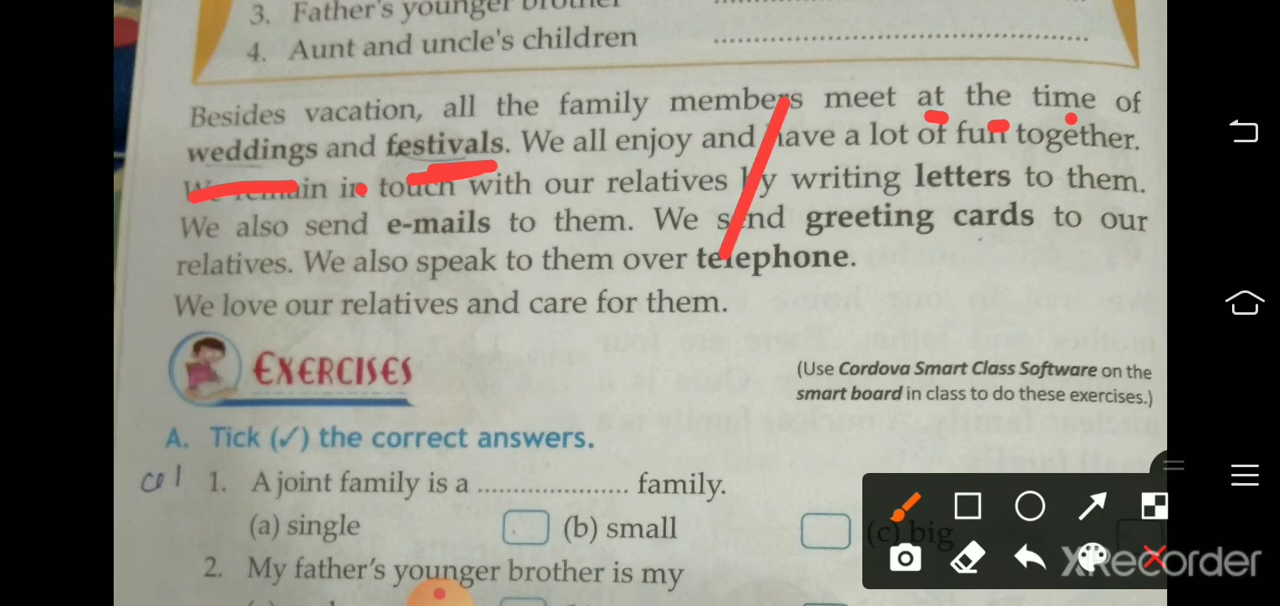 3. Father's younger brother
4. Aunt and uncle's children
Besides vacation, all the family members meet at the time of
weddings and festivals. We all enjoy and have a lot of fun together.
We remain in touch with our relatives by writing letters to them.
We also send e-mails to them. We send greeting cards to our
relatives. We also speak to them over telephone.
We love our relatives and care for them.
EXERCISES
(Use Cordova Smart Class Software on the
smart board in class to do these exercises.)
A. Tick (✓) the correct answers.
1. A joint family is a .................... family.
(a) single (b) small (c) big
2. My father's younger brother is my
XRecorder